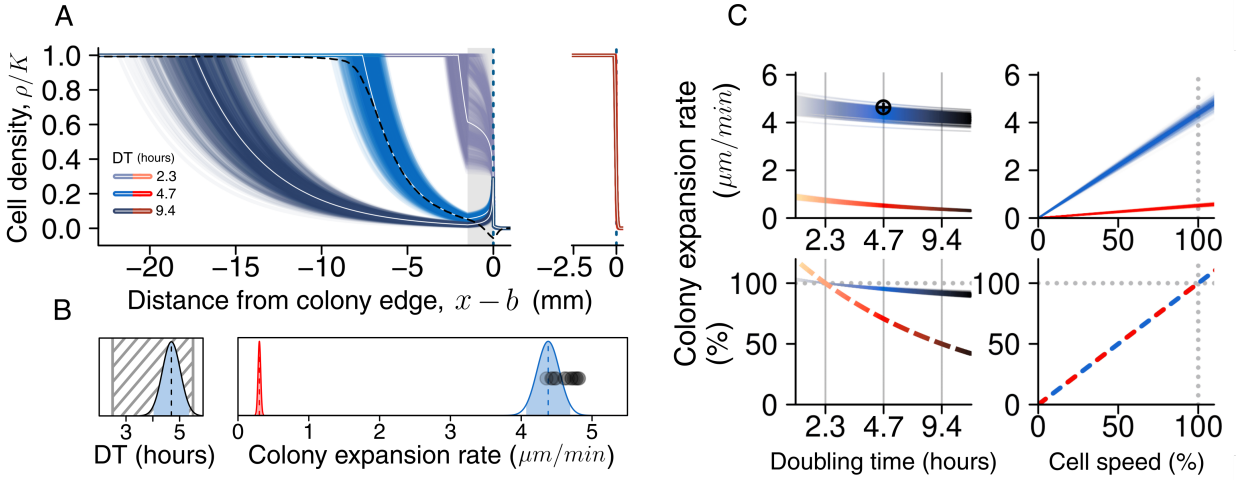 A
Cell density, ρ/K
1.0
0.8
0.6
0.4
0.2
0.0
DT (hours)
2.3
4.7
9.4
−20 −15 −10 −5 0 −2.5 0
Distance from colony edge, x − b (mm)
B
3 5
DT (hours)
0 1 2 3 4 5
Colony expansion rate (μm/min)
C
Colony expansion rate
(μm/min)
(%)
6
4
2
0
2.3 4.7 9.4
6
4
2
0
0 50 100
100
50
0
2.3 4.7 9.4
Doubling time (hours)
100
50
0
0 50 100
Cell speed (%)